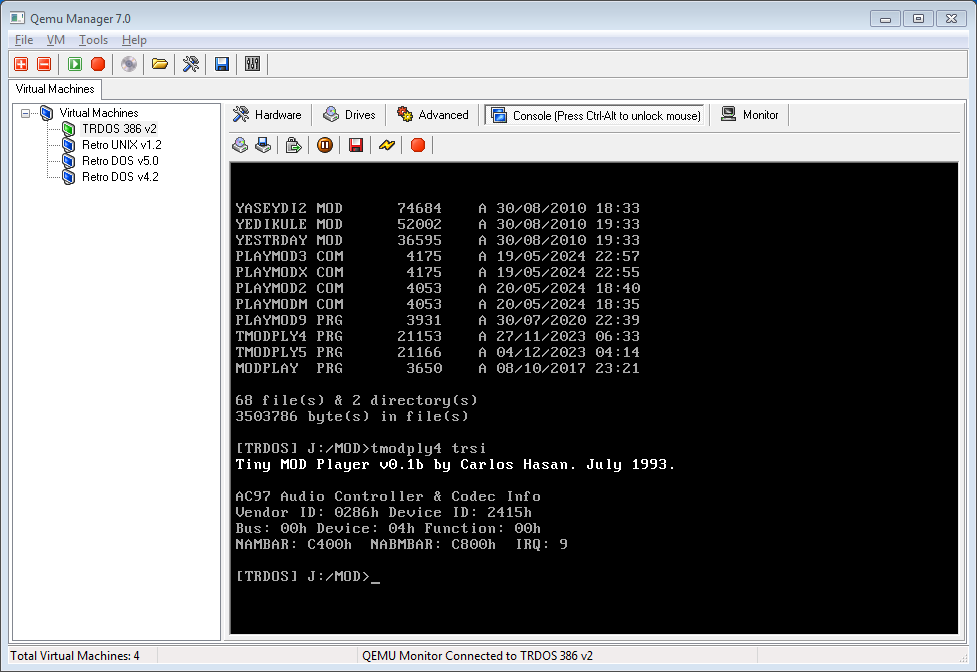 Qemu Manager 7.0
File VM Tools Help
Virtual Machines
Virtual Machines
TRDOS 386 v2
Retro UNIX v1.2
Retro DOS v5.0
Retro DOS v4.2
Hardware Drives Advanced Console (Press Ctrl-Alt to unlock mouse) Monitor
YASEYDI2 MOD 74684 A 30/08/2010 18:33
YEDIKULE MOD 52002 A 30/08/2010 19:33
YESTRDAY MOD 36595 A 30/08/2010 19:33
PLAYMOD3 COM 4175 A 19/05/2024 22:57
PLAYMODX COM 4175 A 19/05/2024 22:55
PLAYMOD2 COM 4053 A 20/05/2024 18:40
PLAYMODM COM 4053 A 20/05/2024 18:35
PLAYMOD9 PRG 3931 A 30/07/2020 22:39
TMODPLY4 PRG 21153 A 27/11/2023 06:33
TMODPLY5 PRG 21166 A 04/12/2023 04:14
MODPLAY PRG 3650 A 08/10/2017 23:21
68 file(s) & 2 directory(s)
3503786 byte(s) in file(s)
[TRDOS] J:/MOD>tmodply4 trsi
Tiny MOD Player v0.1b by Carlos Hasan. July 1993.
AC97 Audio Controller & Codec Info
Vendor ID: 0286h Device ID: 2415h
Bus: 00h Device: 04h Function: 00h
NAMBAR: C400h NABMBAR: C800h IRQ: 9
[TRDOS] J:/MOD>_
Total Virtual Machines: 4 QEMU Monitor Connected to TRDOS 386 v2